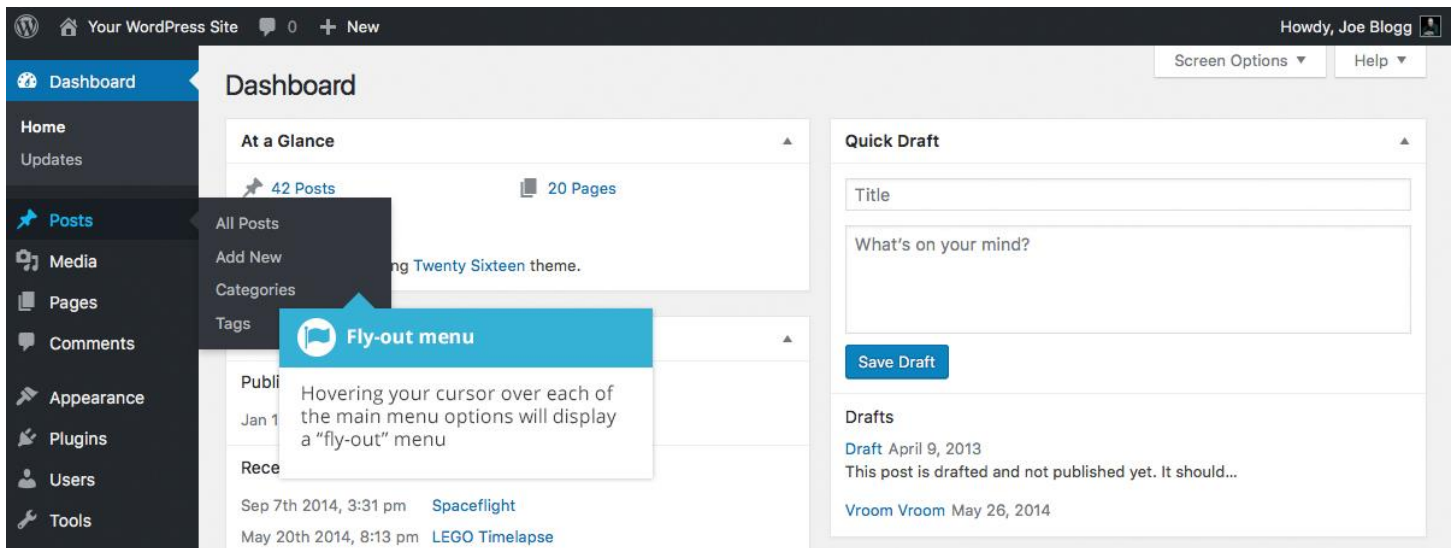 Your WordPress Site 0 + New
Howdy, Joe Blogg
Dashboard
Home
Updates
Posts
Media
Pages
Comments
Appearance
Plugins
Users
Tools
All Posts
Add New
Categories
Tags
Dashboard
Screen Options ▼
Help ▼
At a Glance
42 Posts
20 Pages
ng Twenty Sixteen theme.
Fly-out menu
Hovering your cursor over each of
the main menu options will display
a “fly-out” menu
Publi
Jan 1
Rece
Sep 7th 2014, 3:31 pm Spaceflight
May 20th 2014, 8:13 pm LEGO Timelapse
Quick Draft
Title
What's on your mind?
Save Draft
Drafts
Draft April 9, 2013
This post is drafted and not published yet. It should…
Vroom Vroom May 26, 2014